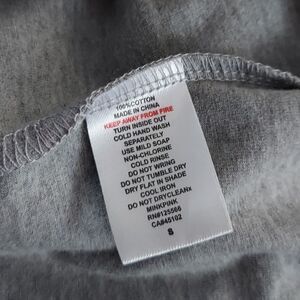 100%COTTON
MADE IN CHINA
KEEP AWAY FROM FIRE
TURN INSIDE OUT
COLD HAND WASH
SEPARATELY
USE MILD SOAP
NON-CHLORINE
COLD RINSE
DO NOT WRING
DO NOT TUMBLE DRY
DRY FLAT IN SHADE
COOL IRON
DO NOT DRYCLEAN
MINKPINK
RN#125566
CA#45102
8